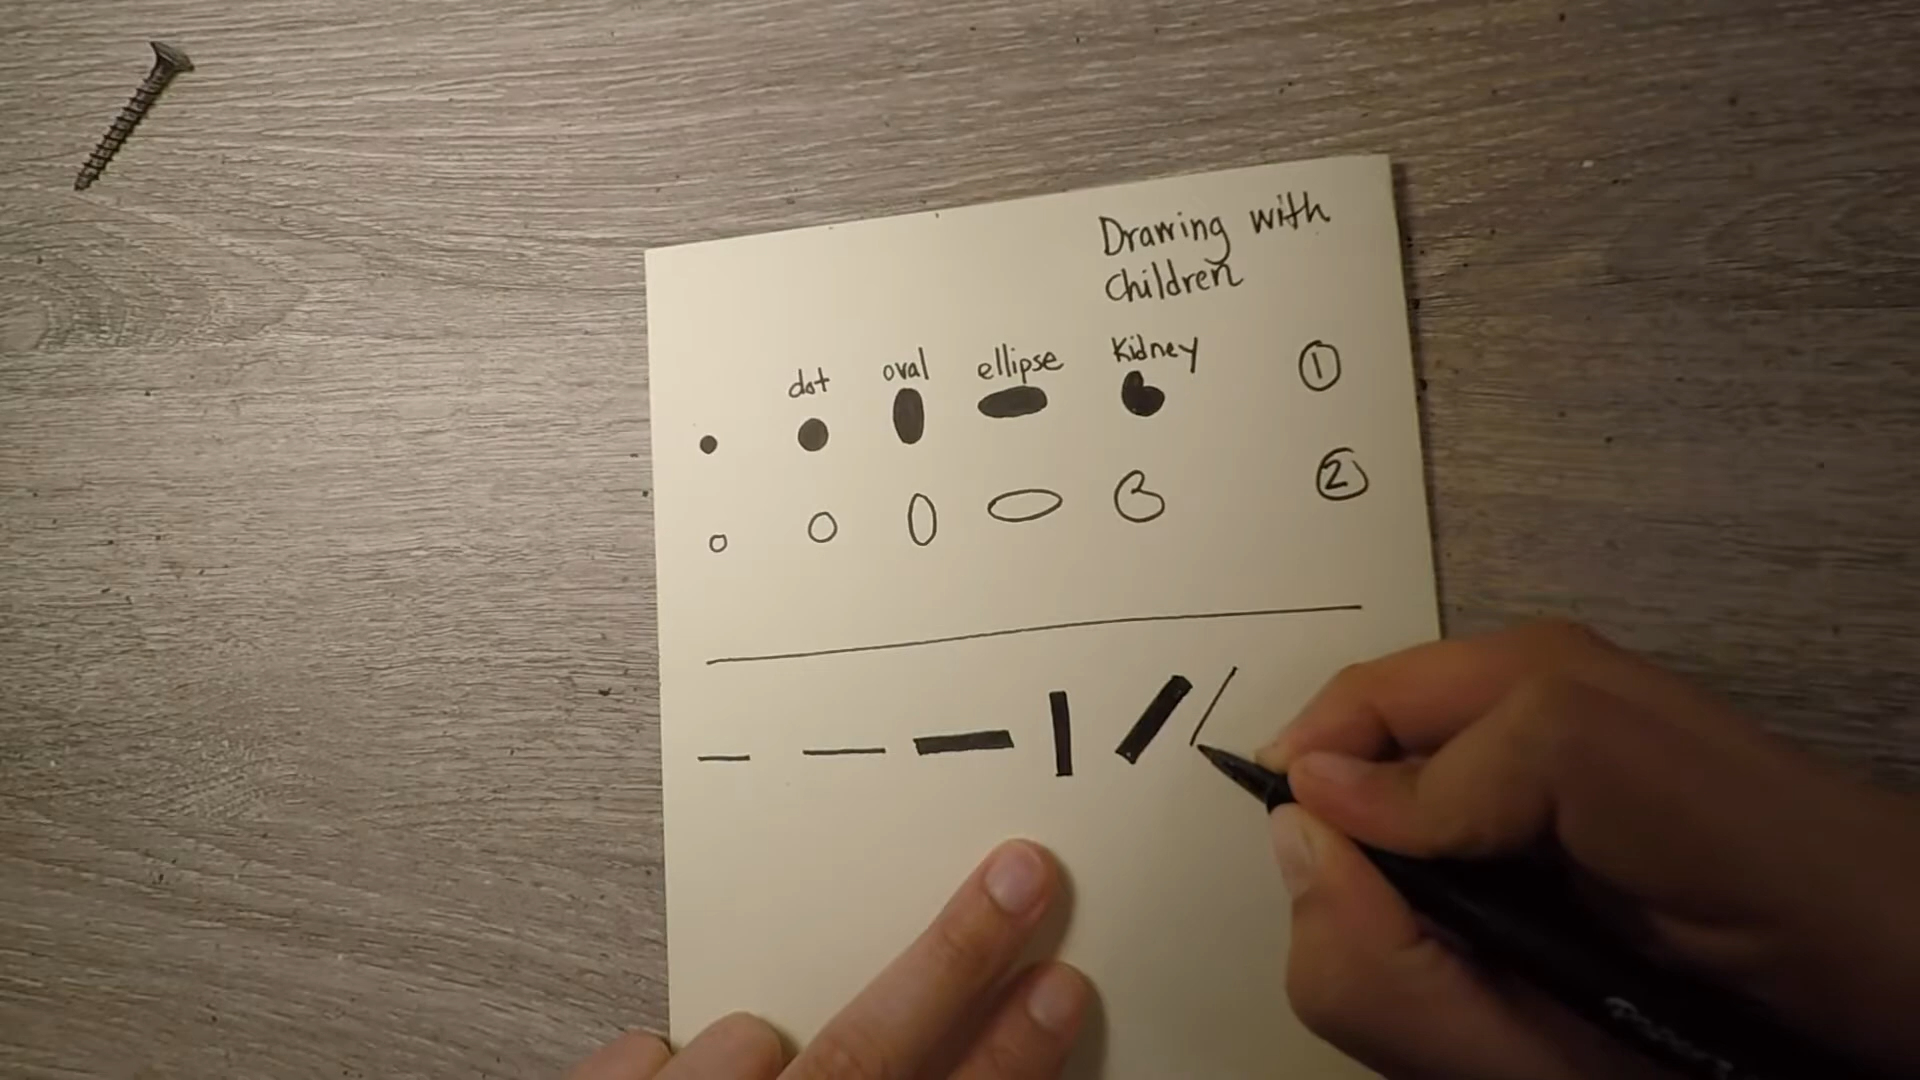 Drawing with
Children
dot oval ellipse Kidney
1
2